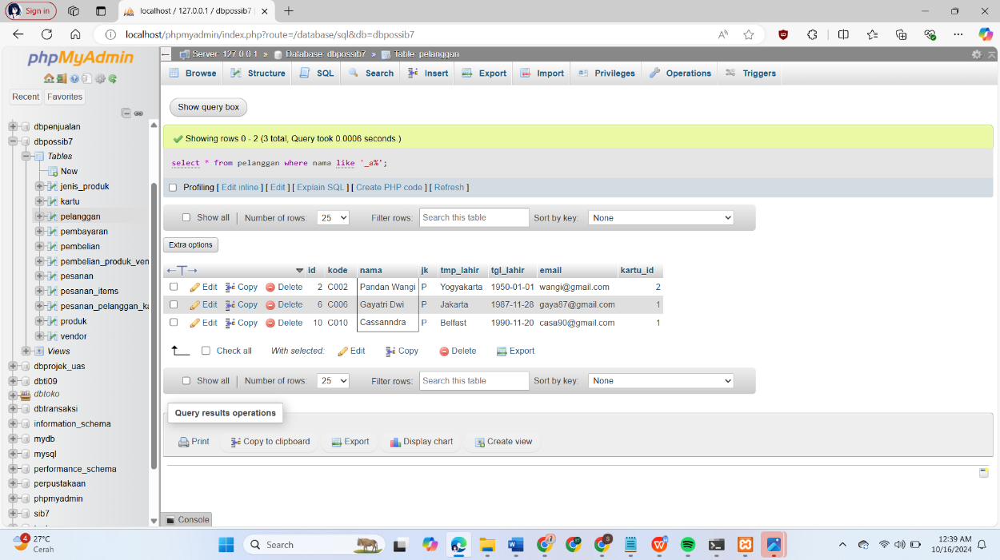 Sign in
localhost / 127.0.0.1 / dbpossib7
localhost/phpmyadmin/index.php?route=/database/sql&db=dbpossib7
phpMyAdmin
Recent Favorites
dbpenjualan
dbpossib7
Tables
New
jenis_produk
kartu
pelanggan
pembayaran
pembelian
pembelian_produk_ven
pesanan
pesanan_items
pesanan_pelanggan_ka
produk
vendor
Views
dbprojek_uas
dbti09
dbtoko
dbtransaksi
information_schema
mydb
mysql
performance_schema
perpustakaan
phpmyadmin
sib7
Server: 127.0.0.1 » Database: dbpossib7 » Table: pelanggan
Browse Structure SQL Search Insert Export Import Privileges Operations Triggers
Show query box
Showing rows 0 - 2 (3 total, Query took 0.0006 seconds.)
select * from pelanggan where nama like '_a%';
Profiling [ Edit inline ] [ Edit ] [ Explain SQL ] [ Create PHP code ] [ Refresh ]
Show all Number of rows: 25 Filter rows: Search this table Sort by key: None
Extra options
id kode nama jk tmp_lahir tgl_lahir email kartu_id
Edit Copy Delete 2 C002 Pandan Wangi P Yogyakarta 1950-01-01 wangi@gmail.com 2
Edit Copy Delete 6 C006 Gayatri Dwi P Jakarta 1987-11-28 gaya87@gmail.com 1
Edit Copy Delete 10 C010 Cassanndra P Belfast 1990-11-20 casa90@gmail.com 1
Check all With selected: Edit Copy Delete Export
Show all Number of rows: 25 Filter rows: Search this table Sort by key: None
Query results operations
Print Copy to clipboard Export Display chart Create view
Console
4
27°C
Cerah
Search
12:39 AM
10/16/2024